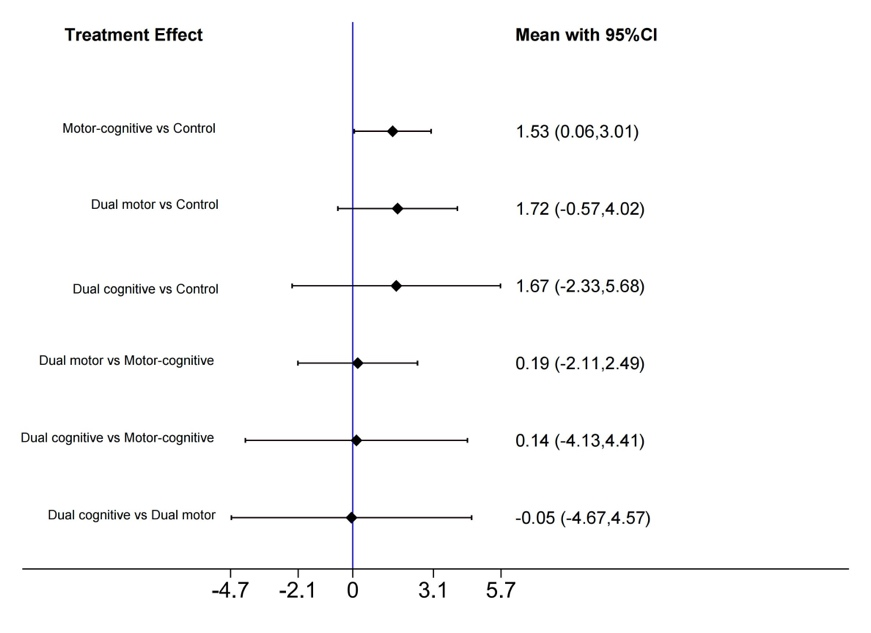 Treatment Effect Mean with 95%CI
Motor-cognitive vs Control 1.53 (0.06,3.01)
Dual motor vs Control 1.72 (-0.57,4.02)
Dual cognitive vs Control 1.67 (-2.33,5.68)
Dual motor vs Motor-cognitive 0.19 (-2.11,2.49)
Dual cognitive vs Motor-cognitive 0.14 (-4.13,4.41)
Dual cognitive vs Dual motor -0.05 (-4.67,4.57)
-4.7 -2.1 0 3.1 5.7